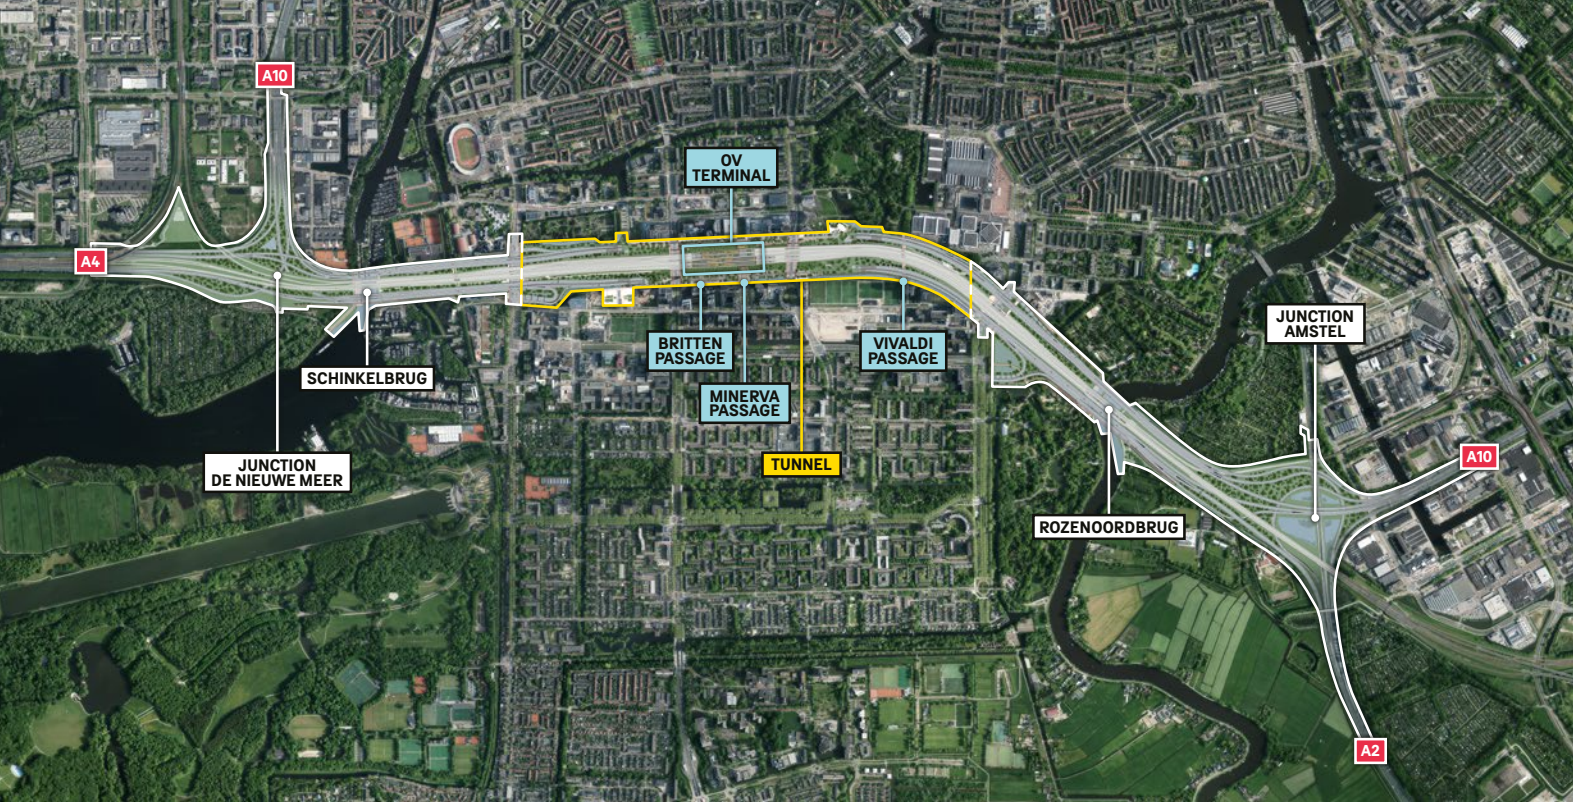 A10
OV
TERMINAL
A4
JUNCTION
AMSTEL
BRITTEN
PASSAGE
VIVALDI
PASSAGE
SCHINKELBRUG
MINERVA
PASSAGE
JUNCTION
DE NIEUWE MEER
TUNNEL
A10
ROZENOORDBRUG
A2